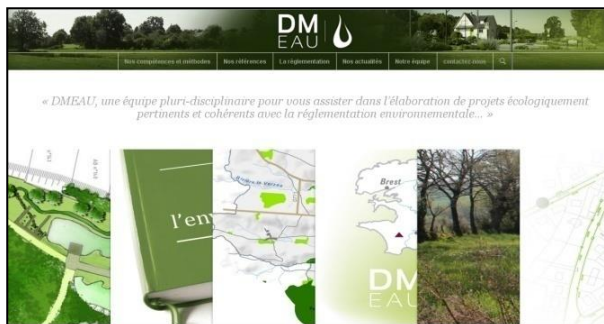 DM
EAU
Nos compétences et méthodes Nos références La réglementation Nos actualités Notre équipe contactez nous
« DMEAU, une équipe pluri-disciplinaire pour vous assister dans l'élaboration de projets écologiquement
pertinents et cohérents avec la réglementation environnementale... »
Brest
l'env
DM
EAU